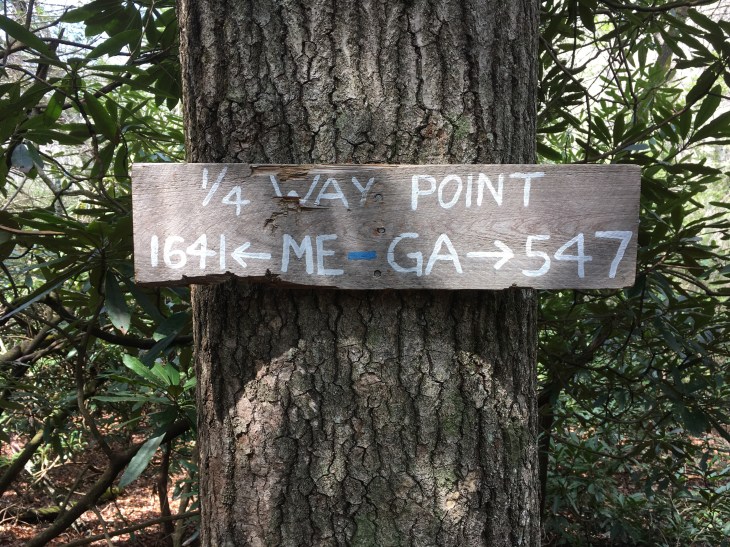 1/4 WAY POINT
1641 ← ME - GA → 547